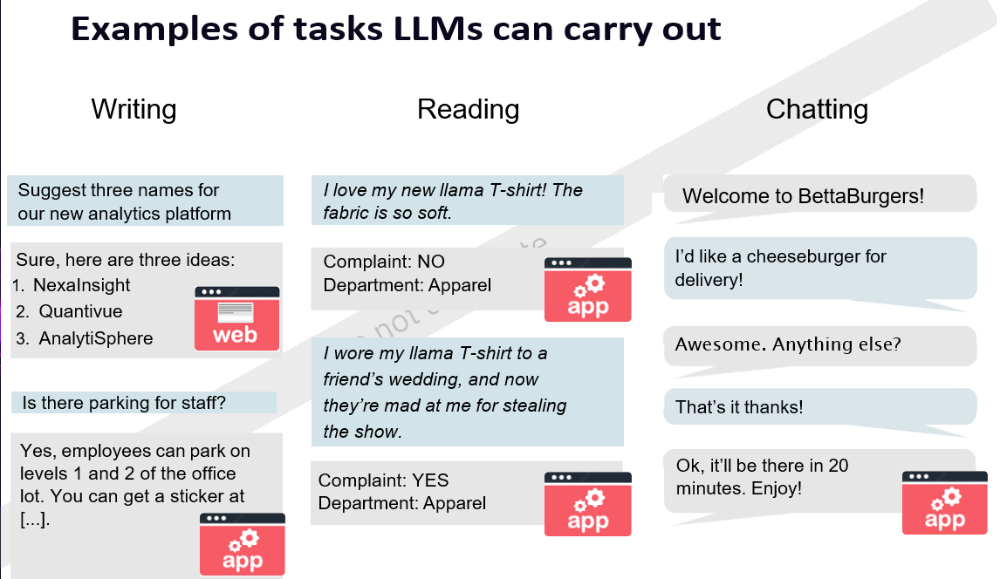 Examples of tasks LLMs can carry out
Writing
Suggest three names for
our new analytics platform
Sure, here are three ideas:
1. NexaInsight
2. Quantivue
3. AnalytiSphere
web
Is there parking for staff?
Yes, employees can park on
levels 1 and 2 of the office
lot. You can get a sticker at
[...].
app
Reading
I love my new llama T-shirt! The
fabric is so soft.
Complaint: NO
Department: Apparel
app
I wore my llama T-shirt to a
friend's wedding, and now
they're mad at me for stealing
the show.
Complaint: YES
Department: Apparel
app
Chatting
Welcome to BettaBurgers!
I'd like a cheeseburger for
delivery!
Awesome. Anything else?
That's it thanks!
Ok, it'll be there in 20
minutes. Enjoy!
app
not